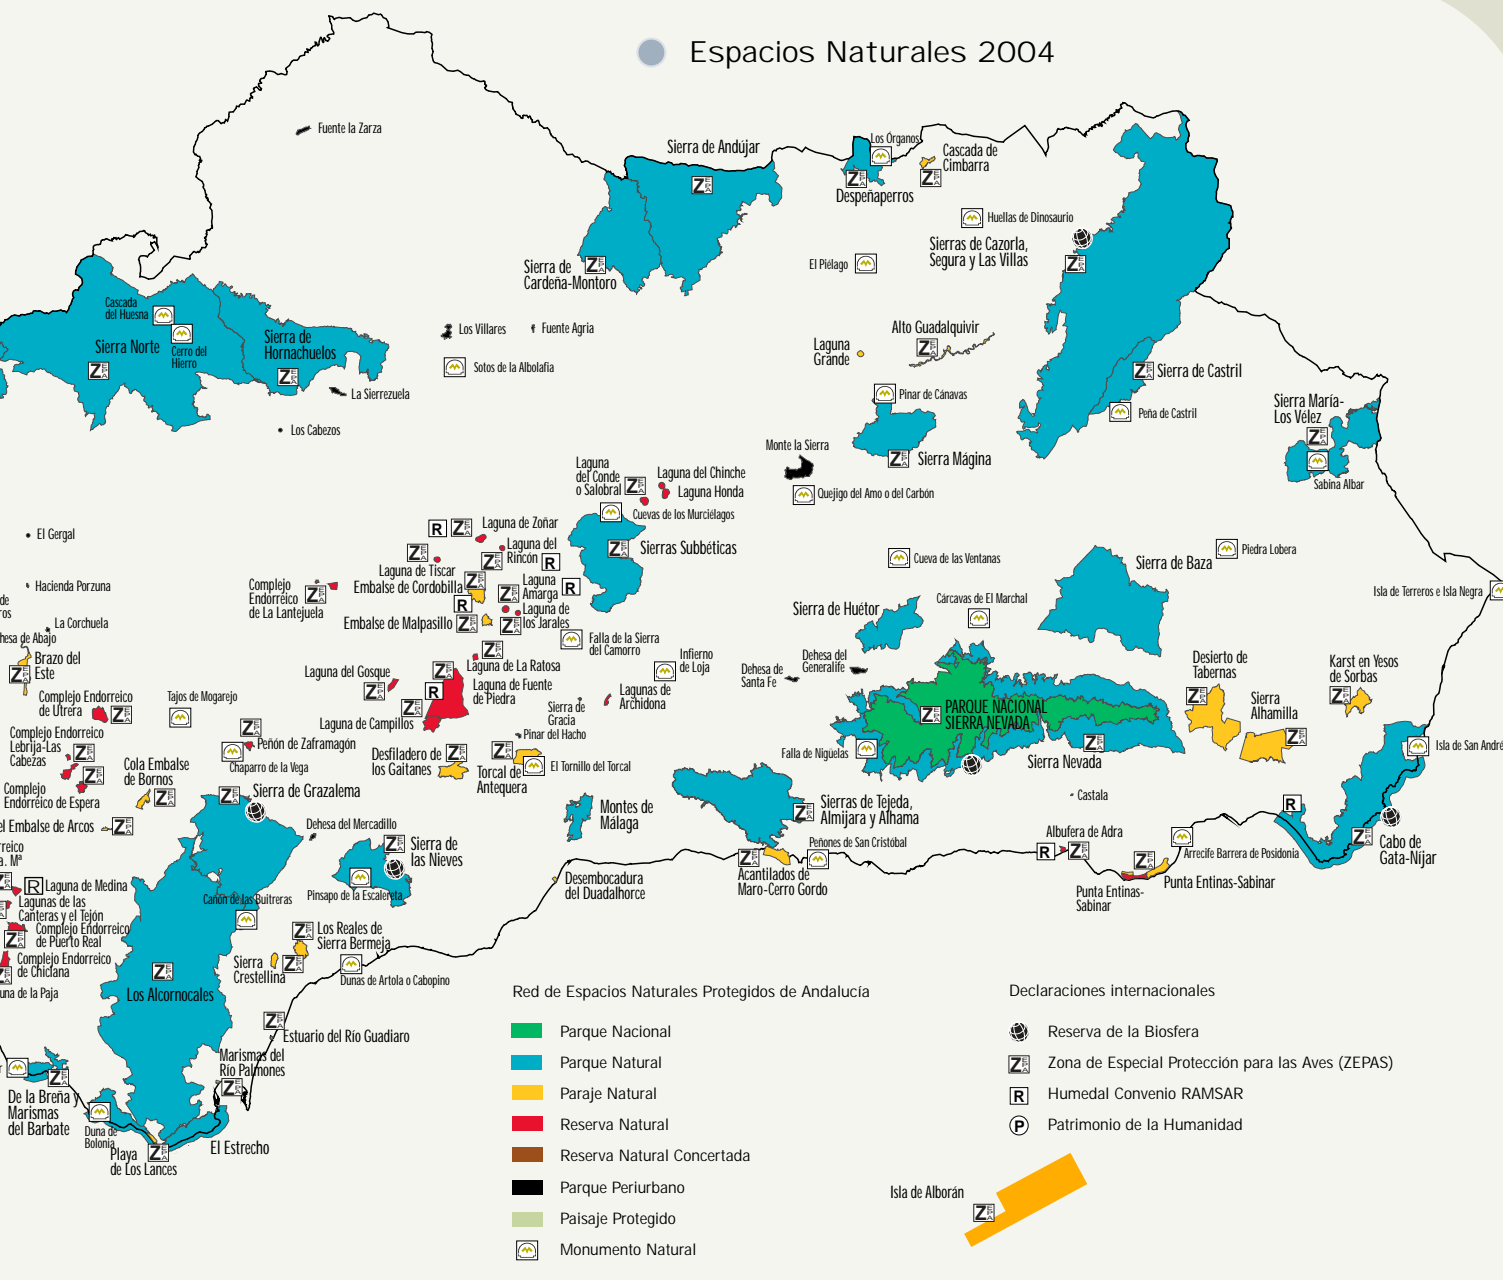 Espacios Naturales 2004
Fuente la Zarza
Sierra de Andújar
Los Órganos
Cascada de
Cimbarra
Despeñaperros
Huellas de Dinosaurio
Sierras de Cazorla,
Segura y Las Villas
El Piélago
Sierra de
Cardeña-Montoro
Cascada
del Huesna
Sierra Norte
Cerro del
Hierro
Sierra de
Hornachuelos
La Sierrezuela
Los Cabezos
Los Villares
Fuente Agria
Sotos de la Albolafia
Alto Guadalquivir
Laguna
Grande
Pinar de Cánavas
Sierra de Castril
Peña de Castril
Sierra María-
Los Vélez
Sabina Albar
Monte la Sierra
Sierra Mágina
Quejigo del Amo o del Carbón
Laguna
del Conde
o Salobral
Laguna del Chinche
Laguna Honda
Cuevas de los Murciélagos
Sierras Subbéticas
Laguna de Zoñar
Laguna del
Rincón
Laguna de Tiscar
Embalse de Cordobilla
Laguna
Amarga
Laguna de
los Jarales
Embalse de Malpasillo
Complejo
Endorreico
de La Lantejuela
El Gergal
Hacienda Porzuna
de
ros
La Corchuela
hesa de Abajo
Brazo del
Este
Cueva de las Ventanas
Sierra de Baza
Piedra Lobera
Isla de Terreros e Isla Negra
Sierra de Huétor
Cárcavas de El Marchal
Falla de la Sierra
del Camorro
Infierno
de Loja
Dehesa del
Generalife
Dehesa de
Santa Fe
Laguna de La Ratosa
Laguna del Gosque
Laguna de Fuente
de Piedra
Laguna de Campillos
Lagunas de
Archidona
Sierra de
Gracia
Pinar del Hacho
Complejo Endorreico
de Utrera
Tajos de Mogarejo
Complejo Endorreico
Lebrija-Las
Cabezas
Peñón de Zaframagón
Chaparro de la Vega
Desfiladero de
los Gaitanes
Torcal de
Antequera
El Tornillo del Torcal
PARQUE NACIONAL
SIERRA NEVADA
Falla de Nigüelas
Sierra Nevada
Desierto de
Tabernas
Sierra
Alhamilla
Karst en Yesos
de Sorbas
Isla de San André
Complejo
Endorreico de Espera
Cola Embalse
de Bornos
el Embalse de Arcos
Sierra de Grazalema
Dehesa del Mercadillo
Sierra de
las Nieves
Pinsapo de la Escalereta
Montes de
Málaga
Sierras de Tejeda,
Almijara y Alhama
Peñones de San Cristóbal
Acantilados de
Maro-Cerro Gordo
Castala
Albufera de Adra
Punta Entinas-
Sabinar
Punta Entinas-Sabinar
Arrecife Barrera de Posidonia
Cabo de
Gata-Níjar
Desembocadura
del Duadalhorce
rreico
a. Mª
Laguna de Medina
Lagunas de las
Canteras y el Tejón
Complejo Endorreico
de Puerto Real
Complejo Endorreico
de Chiclana
una de la Paja
Cañón de las Buitreras
Los Reales de
Sierra Bermeja
Sierra
Crestellina
Dunas de Artola o Cabopino
Los Alcornocales
Estuario del Río Guadiaro
Marismas del
Río Palmones
De la Breña y
Marismas
del Barbate
Duna de
Bolonia
Playa
de Los Lances
El Estrecho
Red de Espacios Naturales Protegidos de Andalucía
Parque Nacional
Parque Natural
Paraje Natural
Reserva Natural
Reserva Natural Concertada
Parque Periurbano
Paisaje Protegido
Monumento Natural
Declaraciones internacionales
Reserva de la Biosfera
Zona de Especial Protección para las Aves (ZEPAS)
R Humedal Convenio RAMSAR
P Patrimonio de la Humanidad
Isla de Alborán